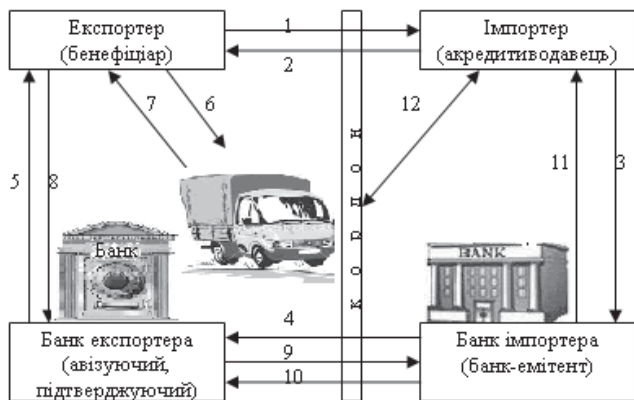 Експортер
(бенефіціар)
1
2
Імпортер
(акредитиводавець)
7
6
12
5
8
11
3
кордон
Банк
BANK
4
9
10
Банк експортера
(авізуючий,
підтверджуючий)
Банк імпортера
(банк-емітент)